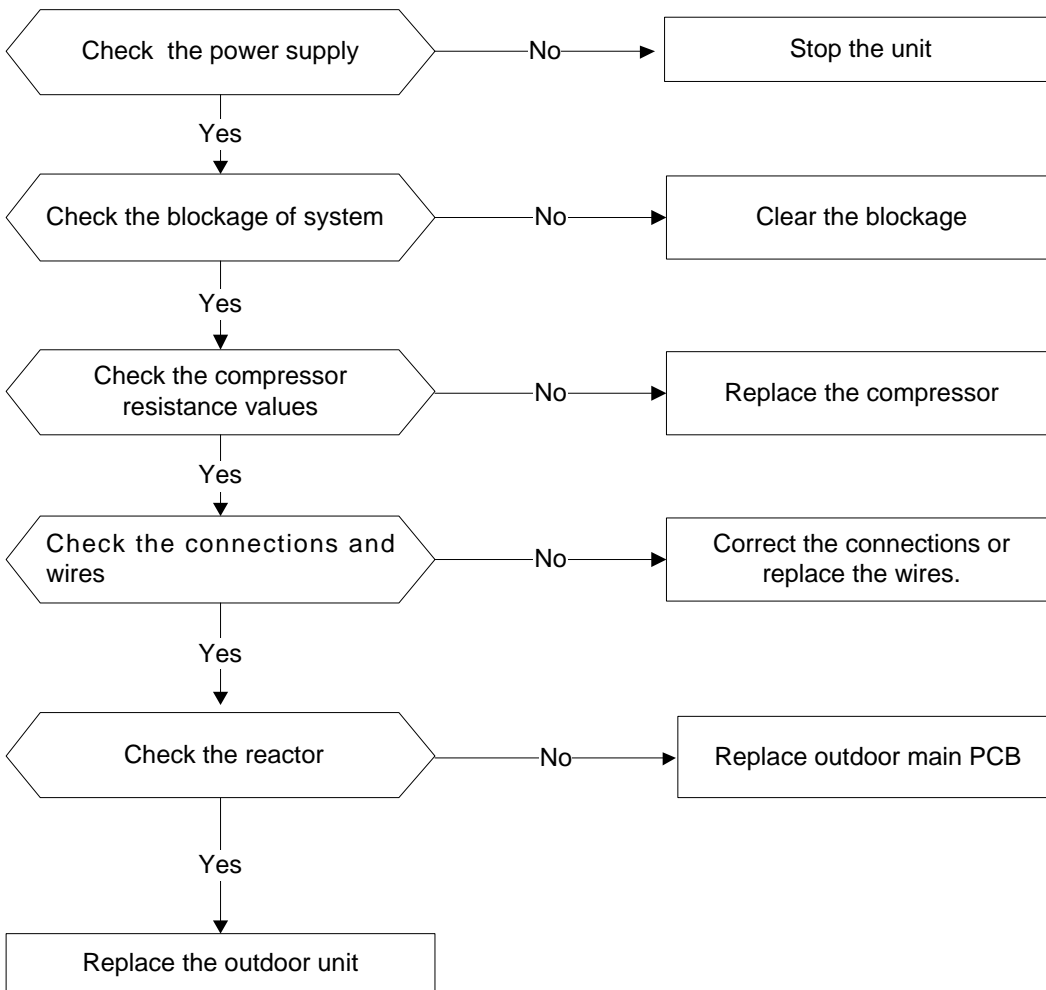 Check the power supply
No
Stop the unit
Yes
Check the blockage of system
No
Clear the blockage
Yes
Check the compressor
resistance values
No
Replace the compressor
Yes
Check the connections and
wires
No
Correct the connections or
replace the wires.
Yes
Check the reactor
No
Replace outdoor main PCB
Yes
Replace the outdoor unit